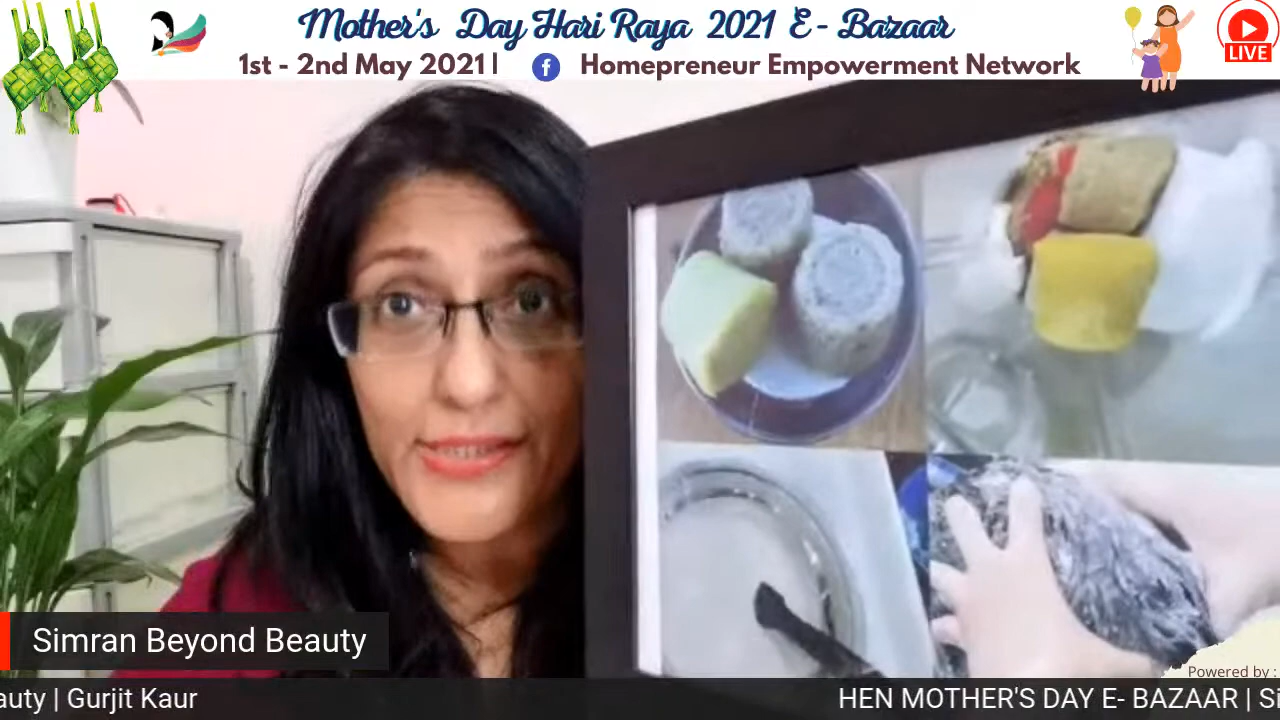 Mother's Day Hari Raya 2021 E - Bazaar
1st - 2nd May 2021 | Homepreneur Empowerment Network
LIVE
Simran Beyond Beauty
Powered by :
auty | Gurjit Kaur HEN MOTHER'S DAY E- BAZAAR | Si